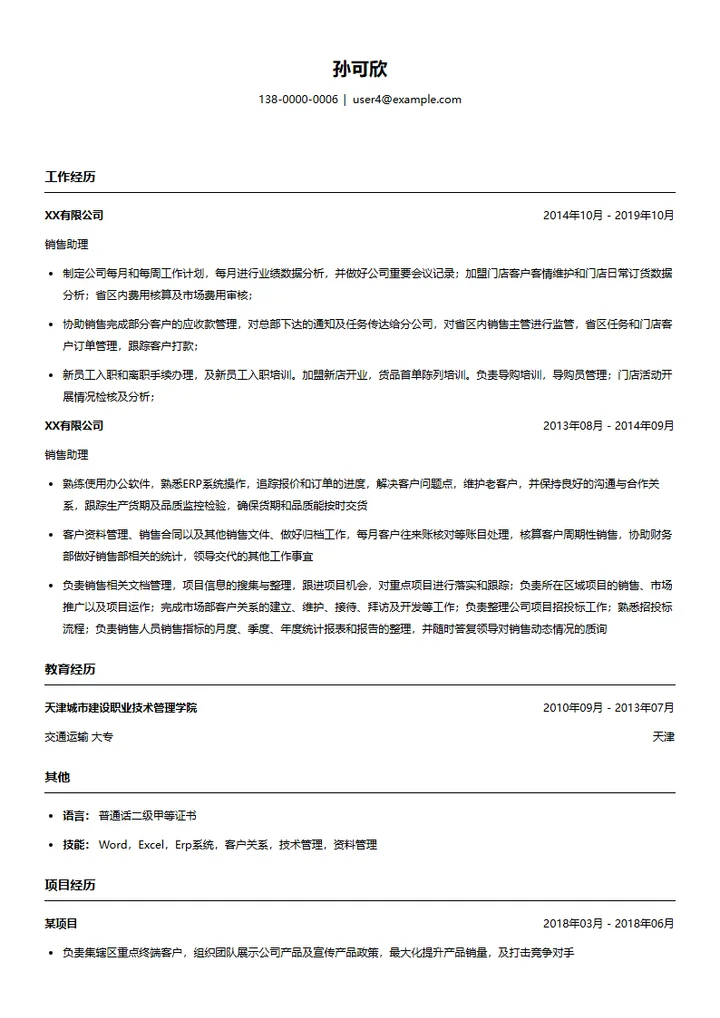 孙可欣
138-0000-0006 | user4@example.com
工作经历
XX有限公司 2014年10月 - 2019年10月
销售助理
• 制定公司每月和每周工作计划，每月进行业绩数据分析，并做好公司重要会议记录；加盟门店客户客情维护和门店日常订货数据
分析；省区内费用核算及市场费用审核；
• 协助销售完成部分客户的应收款管理，对总部下达的通知及任务传达给分公司，对省区内销售主管进行监管，省区任务和门店客
户订单管理，跟踪客户打款；
• 新员工入职和离职手续办理，及新员工入职培训。加盟新店开业，货品首单陈列培训。负责导购培训，导购员管理；门店活动开
展情况检核及分析；
XX有限公司 2013年08月 - 2014年09月
销售助理
• 熟练使用办公软件，熟悉ERP系统操作，追踪报价和订单的进度，解决客户问题点，维护老客户，并保持良好的沟通与合作关
系，跟踪生产货期及品质监控检验，确保货期和品质能按时交货
• 客户资料管理、销售合同以及其他销售文件、做好归档工作，每月客户往来账核对等账目处理，核算客户周期性销售，协助财务
部做好销售部相关的统计，领导交代的其他工作事宜
• 负责销售相关文档管理，项目信息的搜集与整理，跟进项目机会，对重点项目进行落实和跟踪；负责所在区域项目的销售、市场
推广以及项目运作；完成市场部客户关系的建立、维护、接待、拜访及开发等工作；负责整理公司项目招投标工作；熟悉招投标
流程；负责销售人员销售指标的月度、季度、年度统计报表和报告的整理，并随时答复领导对销售动态情况的质询
教育经历
天津城市建设职业技术管理学院 2010年09月 - 2013年07月
交通运输 大专 天津
其他
• 语言： 普通话二级甲等证书
• 技能： Word，Excel，Erp系统，客户关系，技术管理，资料管理
项目经历
某项目 2018年03月 - 2018年06月
• 负责集辖区重点终端客户，组织团队展示公司产品及宣传产品政策，最大化提升产品销量，及打击竞争对手